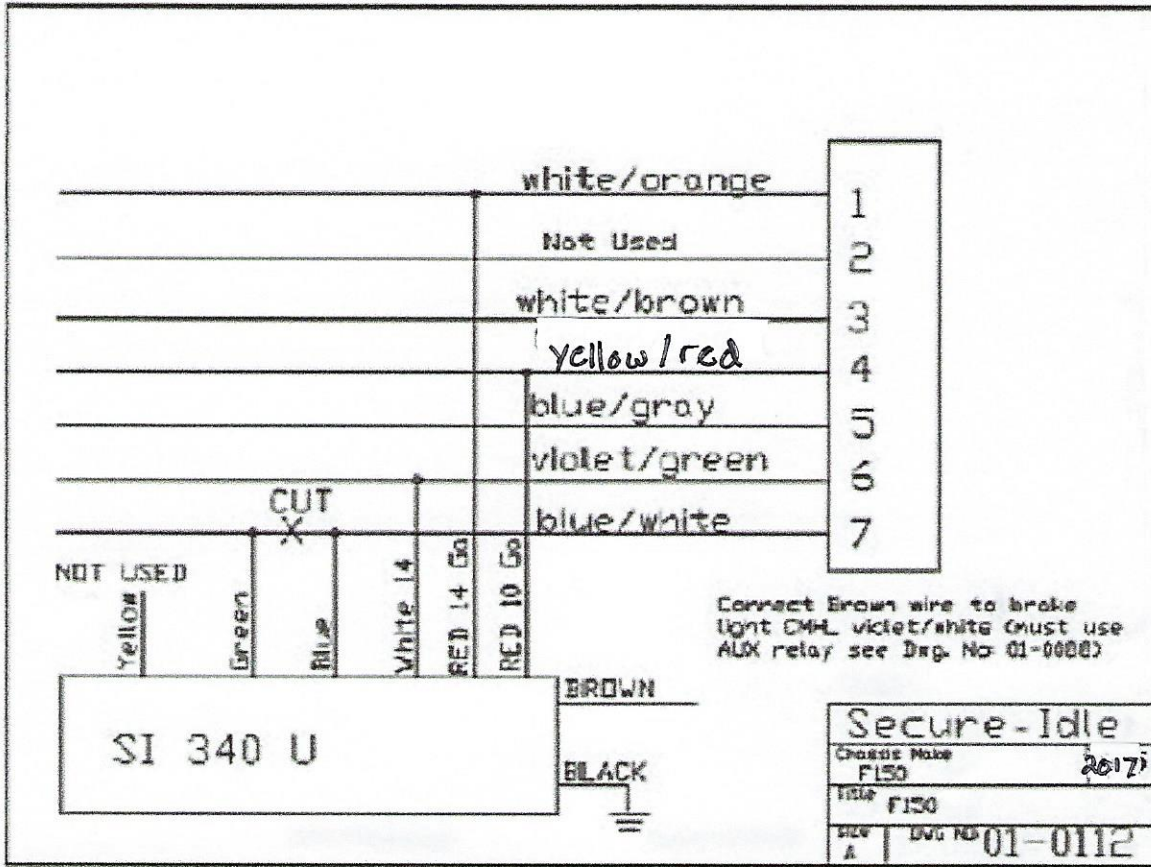 white/orange
1
Not Used
2
white/brown
3
yellow/red
4
blue/gray
5
violet/green
6
CUT
X
blue/white
7
NOT USED
Yellow
Green
Blue
White 14
RED 14 Ga
RED 10 Ga
Connect Brown wire to brake
light CMHL violet/white (must use
AUX relay see Dwg. No 01-0088)
BROWN
SI 340 U
BLACK
Secure-Idle
Chassis Make
F150
2017
Title
F150
REV
A
DWG NO 01-0112